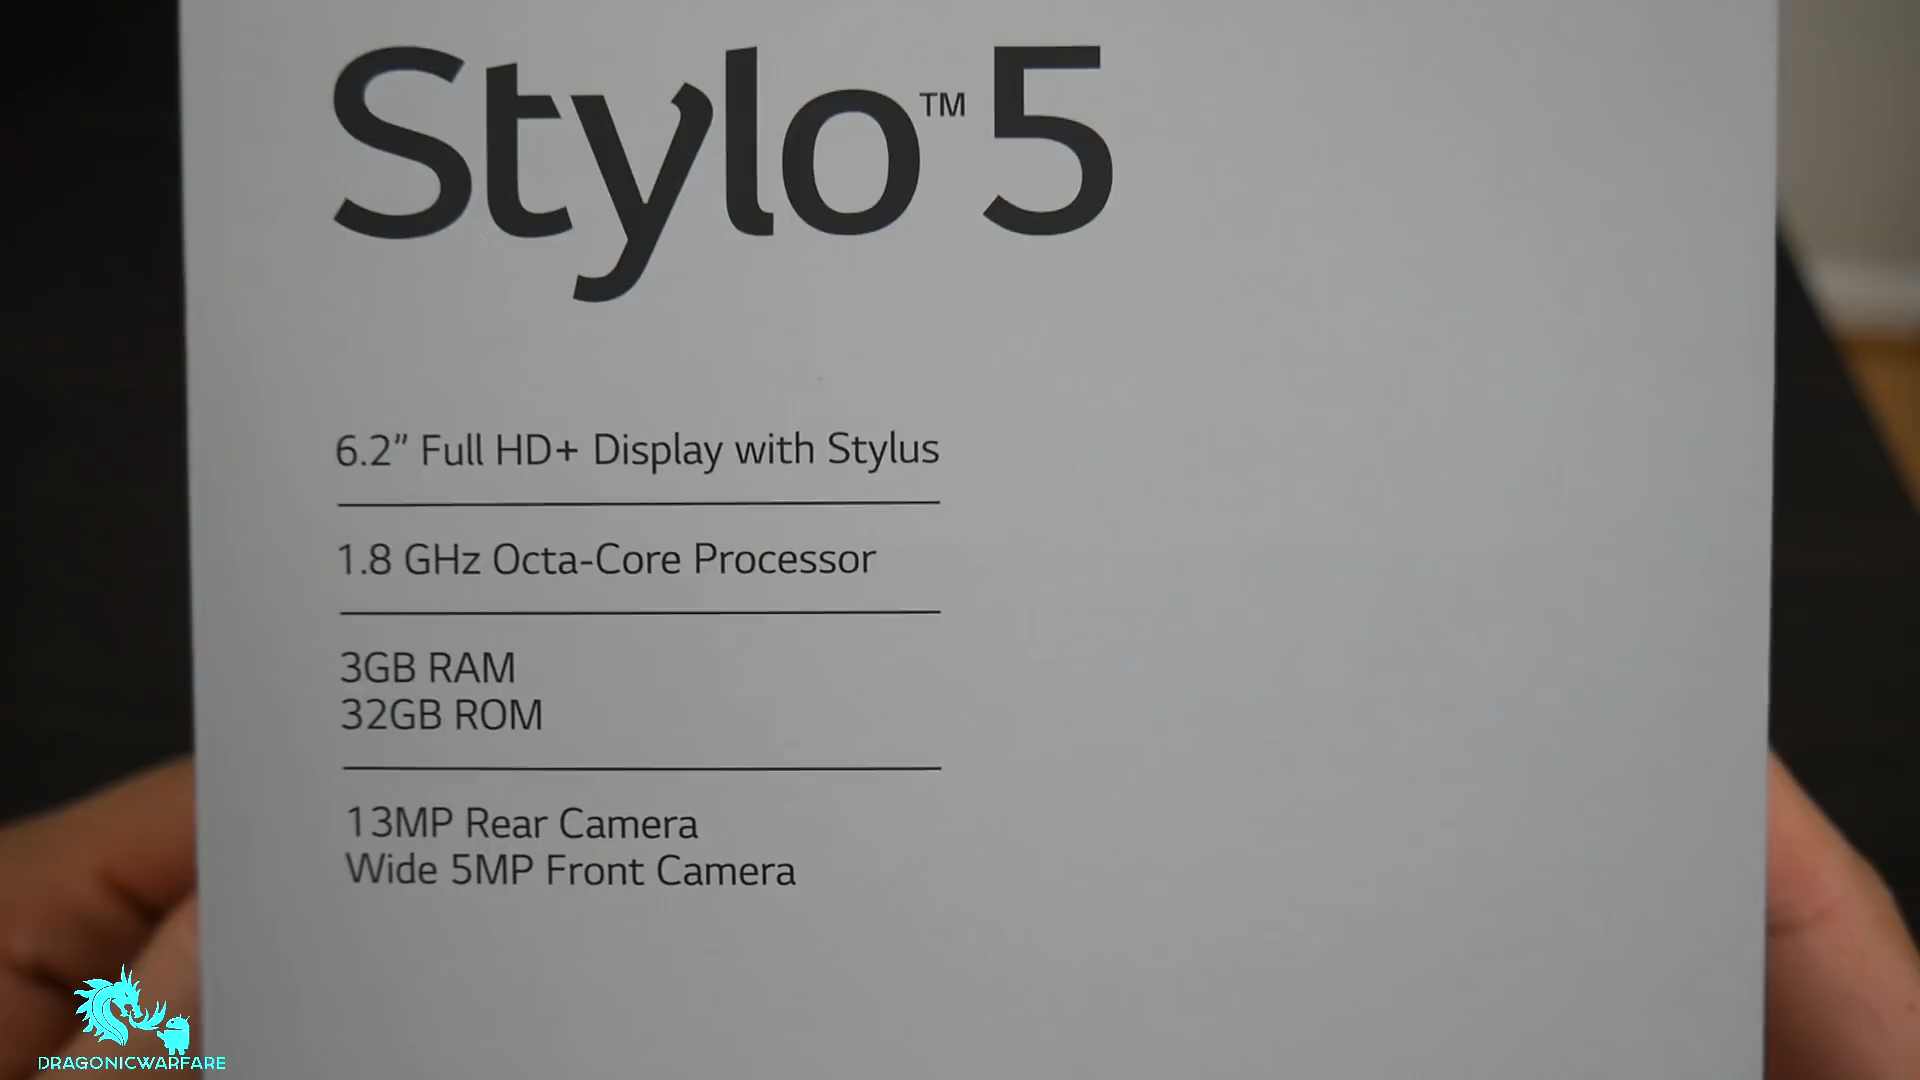 Stylo™ 5
6.2” Full HD+ Display with Stylus
1.8 GHz Octa-Core Processor
3GB RAM
32GB ROM
13MP Rear Camera
Wide 5MP Front Camera
DRAGONICWARFARE